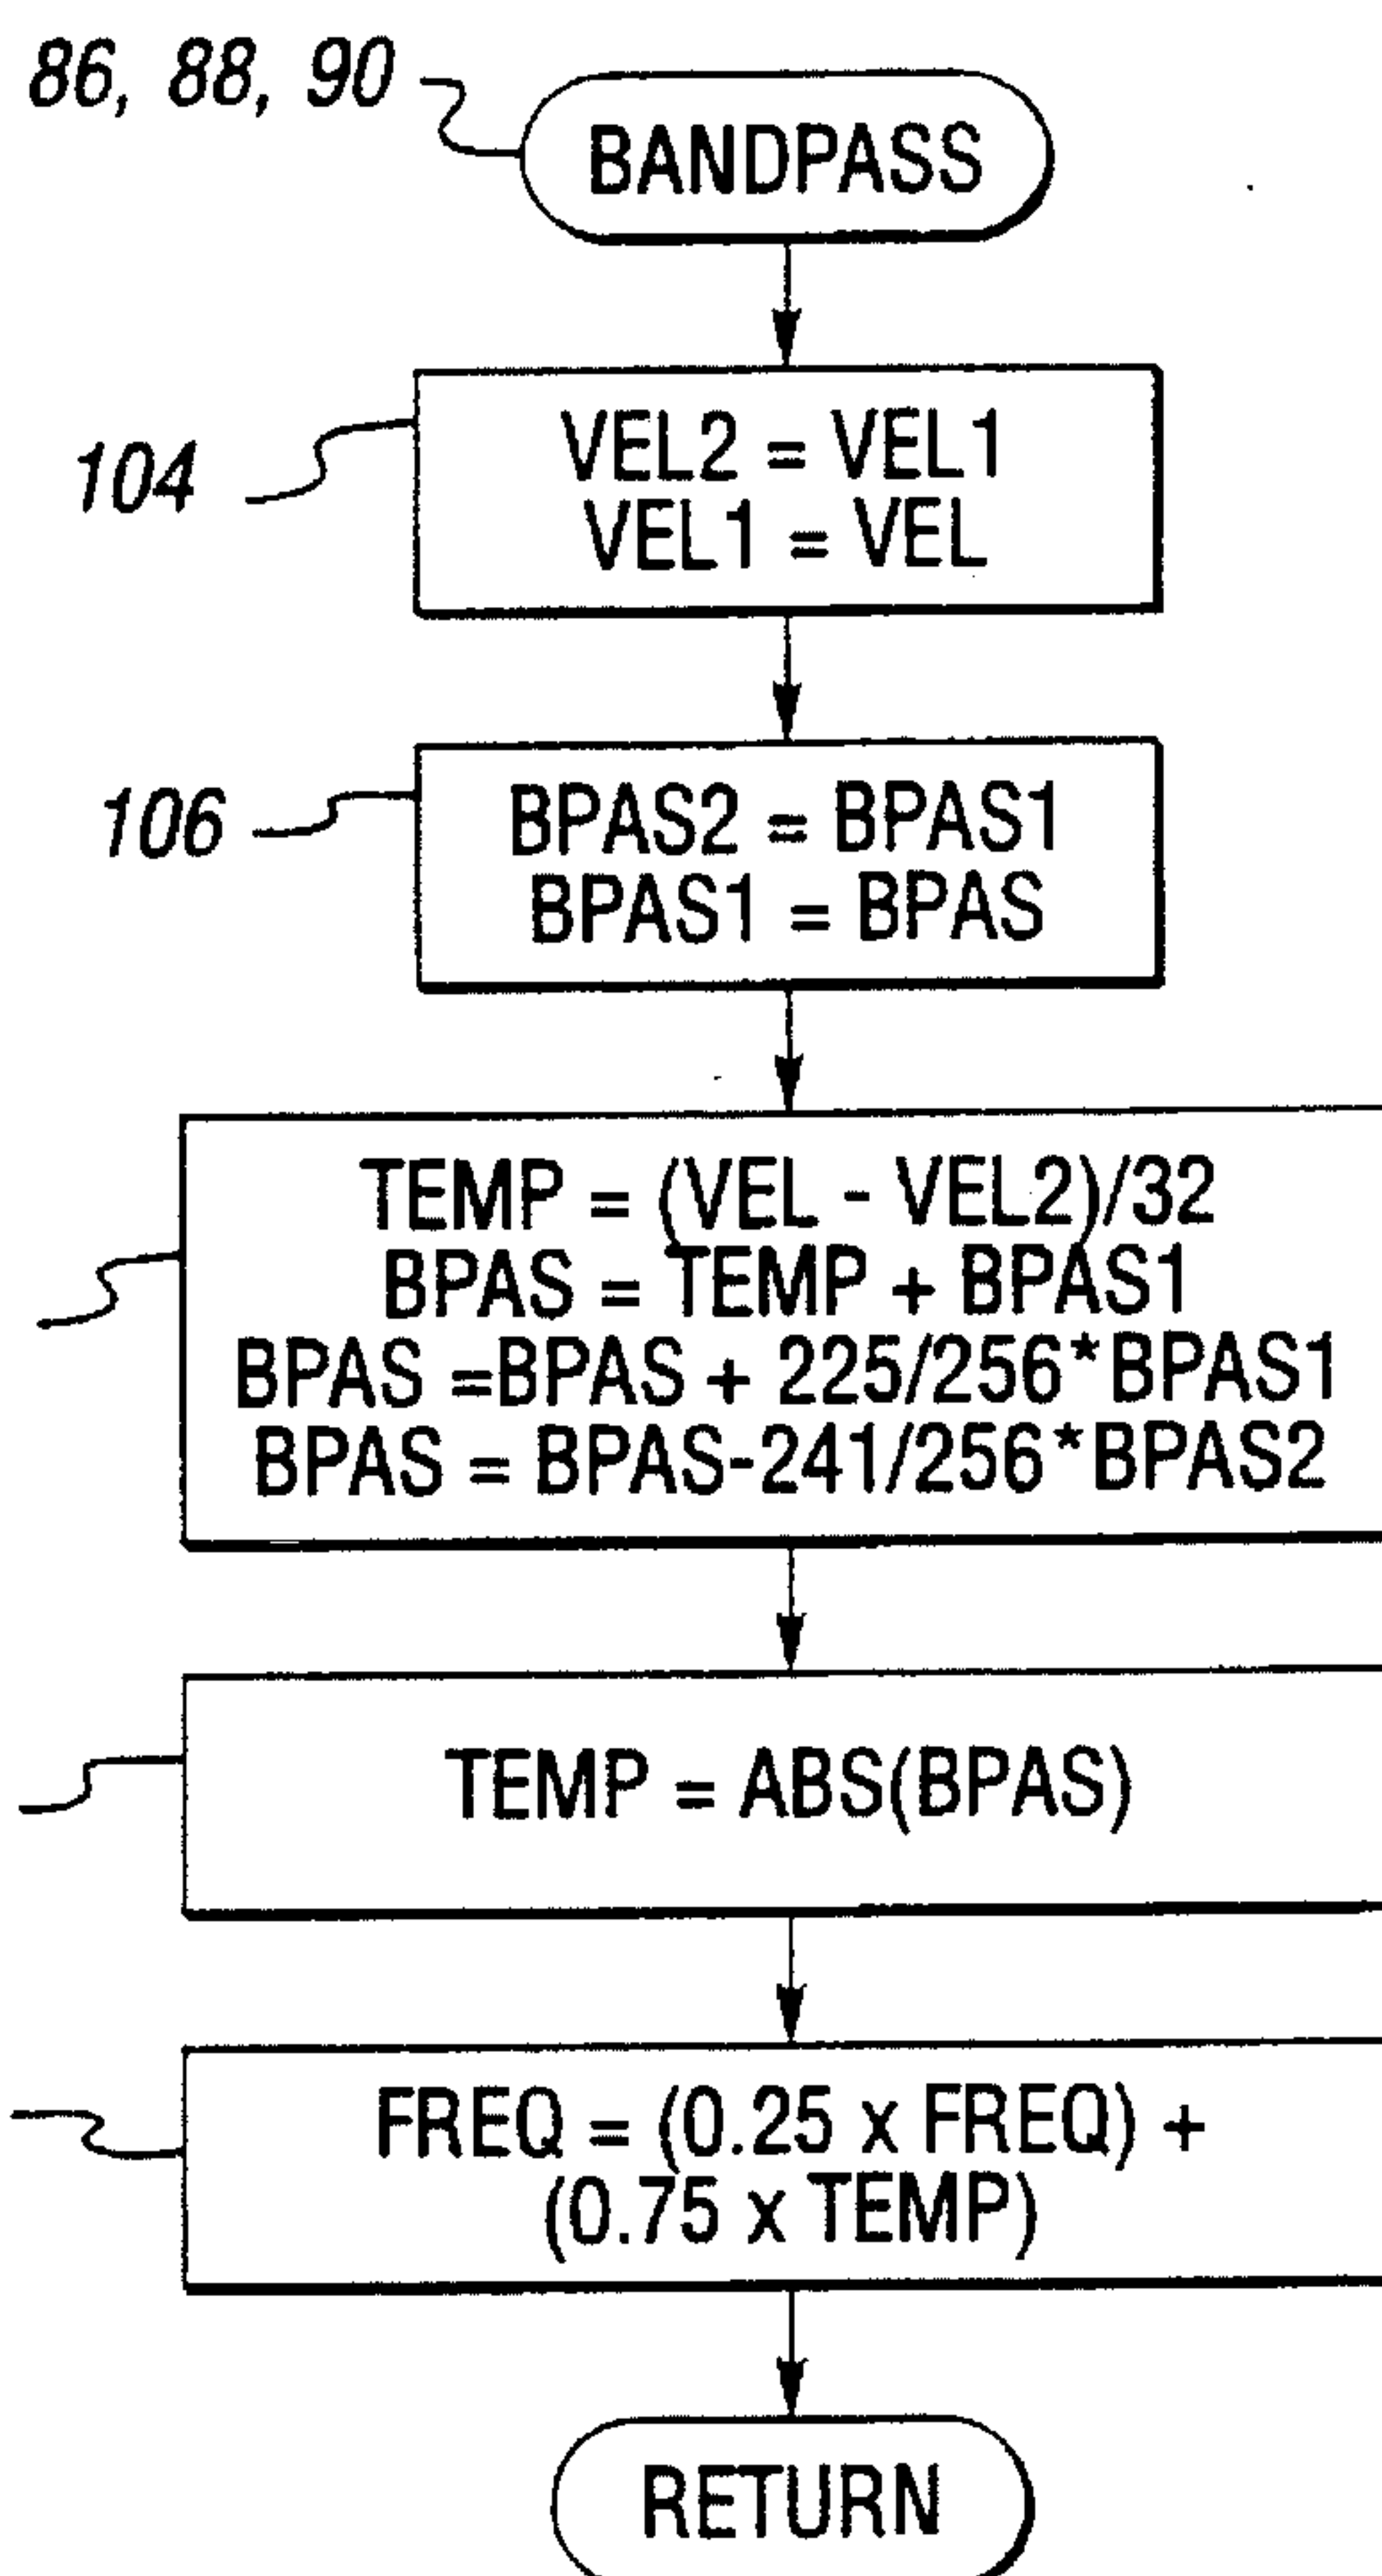 86, 88, 90
BANDPASS
104
VEL2 = VEL1
VEL1 = VEL
106
BPAS2 = BPAS1
BPAS1 = BPAS
TEMP = (VEL - VEL2)/32
BPAS = TEMP + BPAS1
BPAS =BPAS + 225/256*BPAS1
BPAS = BPAS-241/256*BPAS2
TEMP = ABS(BPAS)
FREQ = (0.25 x FREQ) +
(0.75 x TEMP)
RETURN